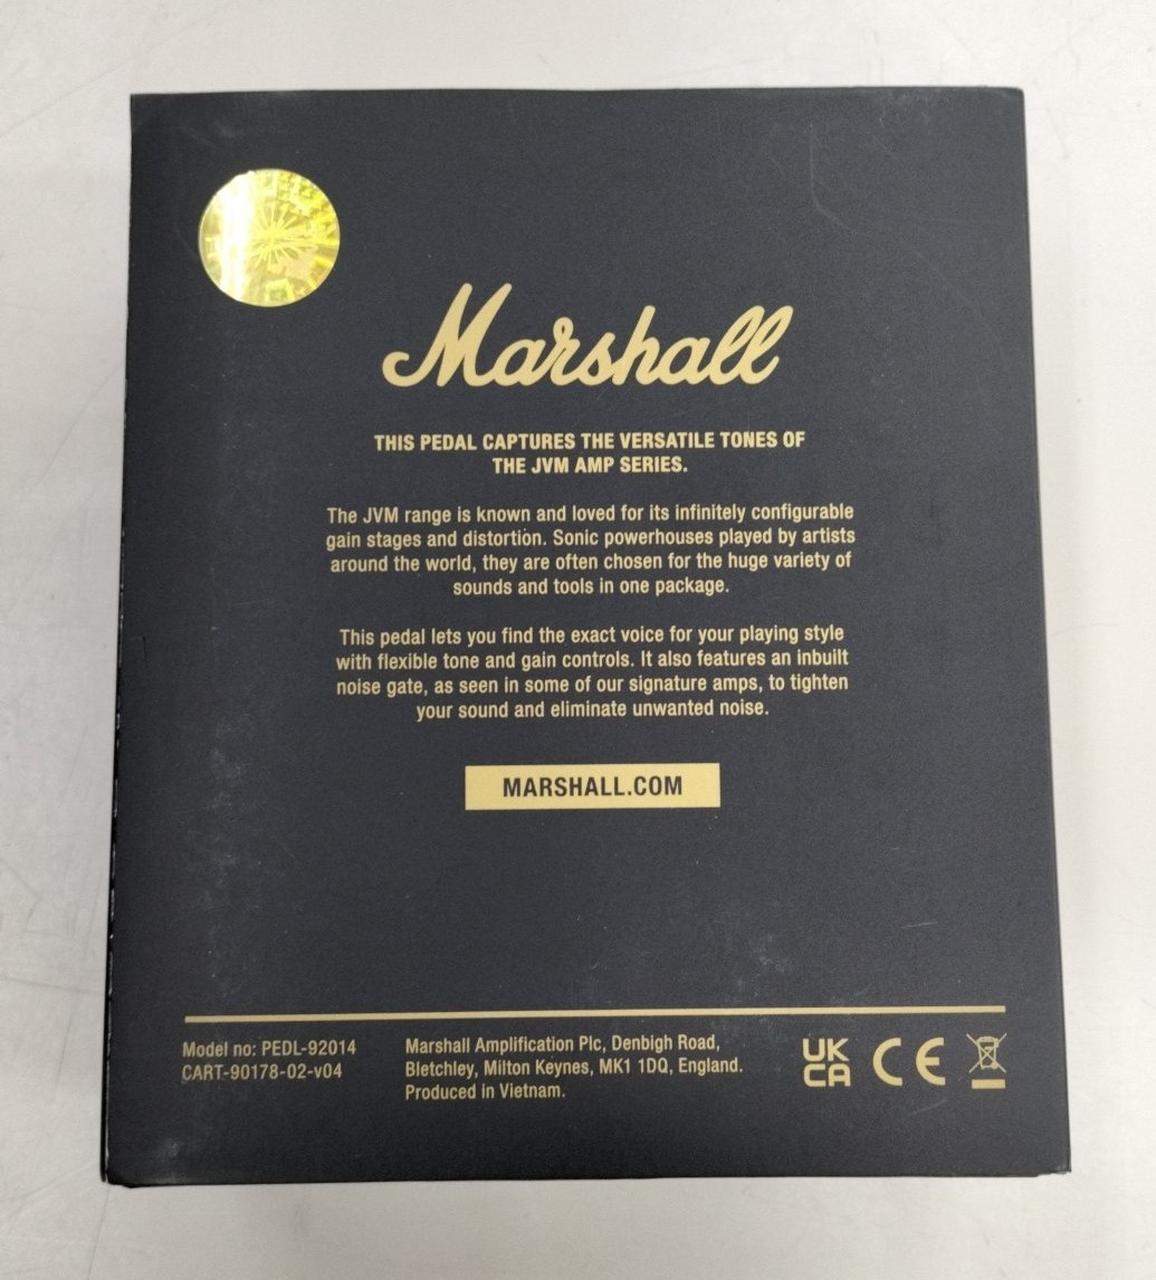 Marshall
THIS PEDAL CAPTURES THE VERSATILE TONES OF
THE JVM AMP SERIES.
The JVM range is known and loved for its infinitely configurable
gain stages and distortion. Sonic powerhouses played by artists
around the world, they are often chosen for the huge variety of
sounds and tools in one package.
This pedal lets you find the exact voice for your playing style
with flexible tone and gain controls. It also features an inbuilt
noise gate, as seen in some of our signature amps, to tighten
your sound and eliminate unwanted noise.
MARSHALL.COM
Model no: PEDL-92014
CART-90178-02-v04
Marshall Amplification Plc, Denbigh Road,
Bletchley, Milton Keynes, MK1 1DQ, England.
Produced in Vietnam.
UK
CA
CE